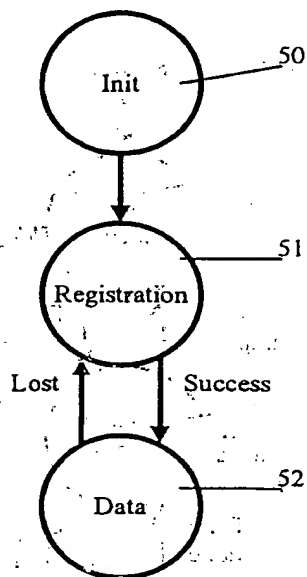 50
Init
51
Registration
Lost Success
52
Data